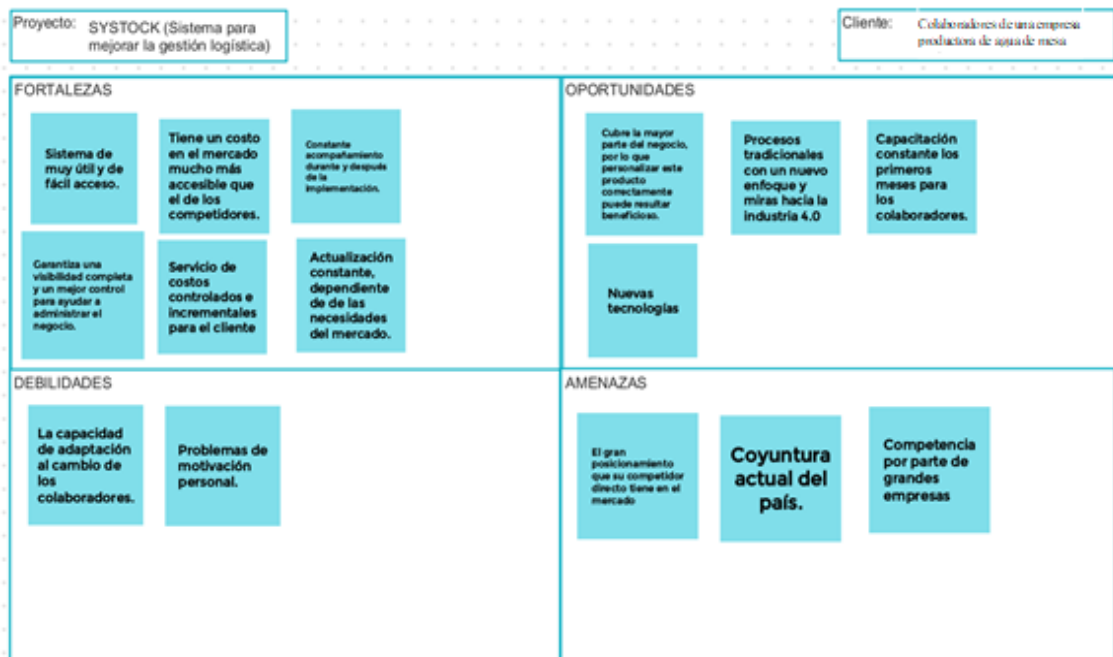 Proyecto:
SYSTOCK (Sistema para
mejorar la gestión logística)
Cliente:
Colaboradores de una empresa
productora de agua de mesa
FORTALEZAS
Sistema de
muy útil y de
fácil acceso.
Tiene un costo
en el mercado
mucho más
accesible que
el de los
competidores.
Constante
acompañamiento
durante y después
de la
implementación.
Garantiza una
visibilidad completa
y un mejor control
para ayudar a
administrar el
negocio.
Servicio de
costos
controlados e
incrementales
para el cliente
Actualización
constante,
dependiente
de de las
necesidades
del mercado.
OPORTUNIDADES
Cubre la mayor
parte del negocio,
por lo que
personalizar este
producto
correctamente
puede resultar
beneficioso.
Procesos
tradicionales
con un nuevo
enfoque y
miras hacia la
industria 4.0
Capacitación
constante los
primeros
meses para
los
colaboradores.
Nuevas
tecnologías
DEBILIDADES
La capacidad
de adaptación
al cambio de
los
colaboradores.
Problemas de
motivación
personal.
AMENAZAS
El gran
posicionamiento
que su competidor
directo tiene en el
mercado
Coyuntura
actual del
país.
Competencia
por parte de
grandes
empresas